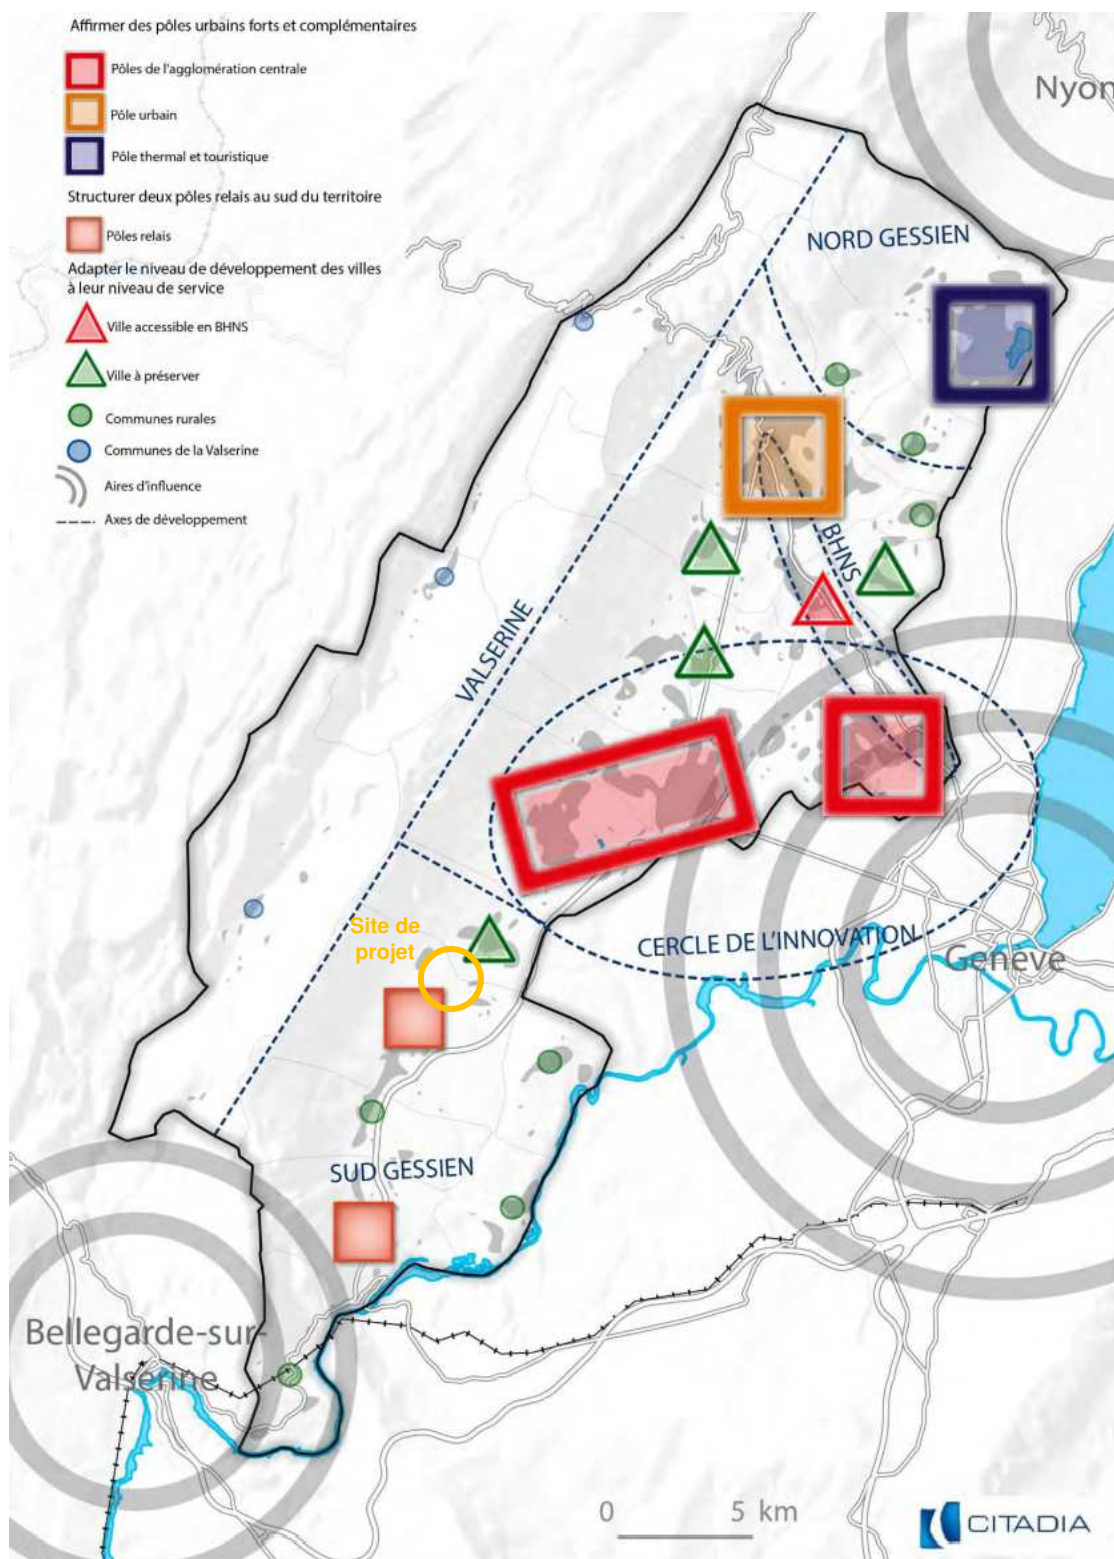 Affirmer des pôles urbains forts et complémentaires
Pôles de l'agglomération centrale
Pôle urbain
Pôle thermal et touristique
Structurer deux pôles relais au sud du territoire
Pôles relais
Adapter le niveau de développement des villes
à leur niveau de service
Ville accessible en BHNS
Ville à préserver
Communes rurales
Communes de la Valserine
Aires d'influence
Axes de développement
Nyon
NORD GESSIEN
BHNS
VALSERINE
Site de
projet
CERCLE DE L'INNOVATION
Genève
SUD GESSIEN
Bellegarde-sur-
Valserine
0 5 km
CITADIA